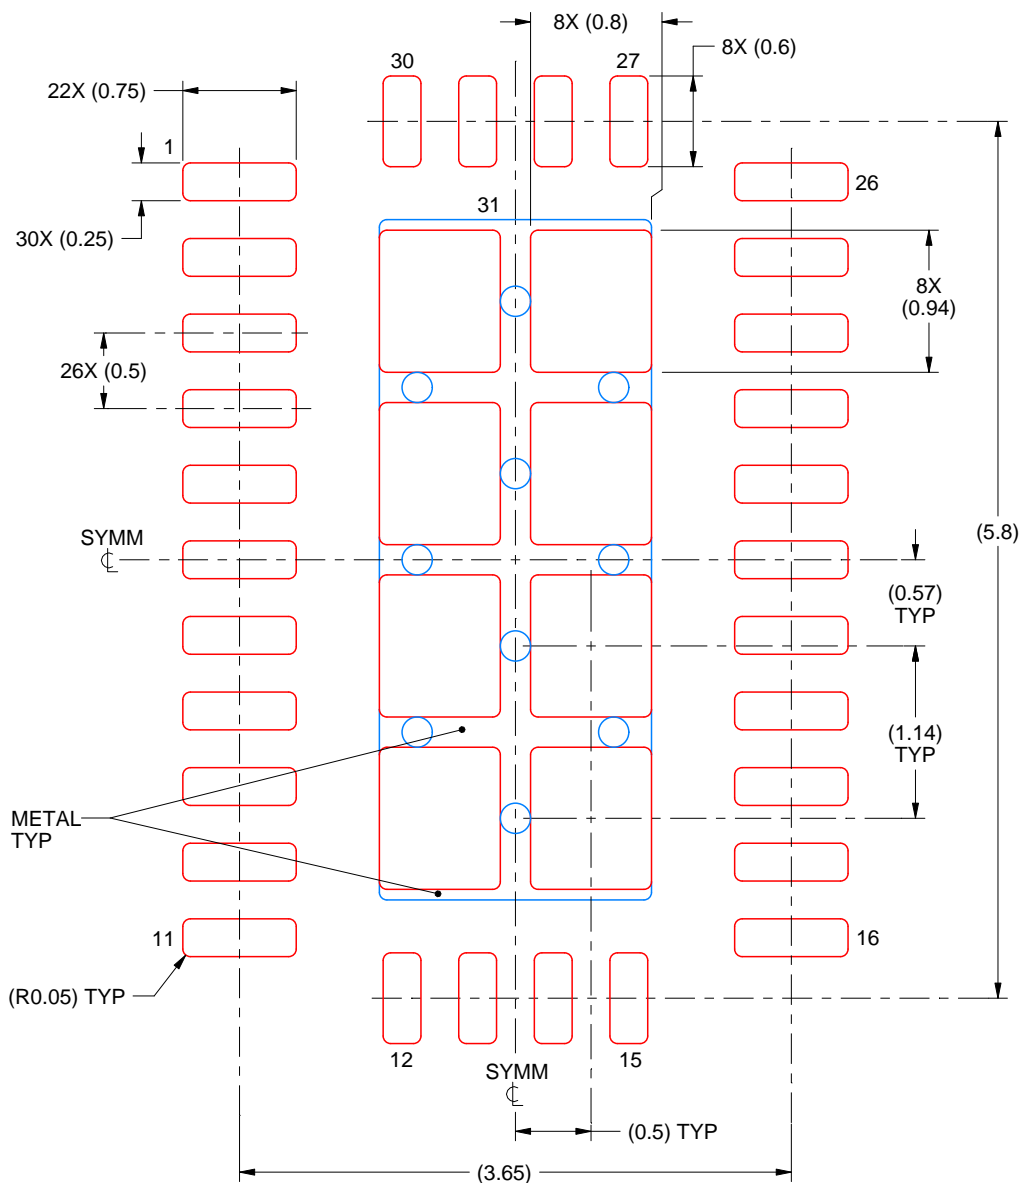 8X (0.8)
8X (0.6)
30
27
22X (0.75)
1
26
31
30X (0.25)
8X
(0.94)
26X (0.5)
SYMM
℄
(5.8)
(0.57)
TYP
(1.14)
TYP
METAL
TYP
11
16
(R0.05) TYP
12
15
SYMM
℄
(0.5) TYP
(3.65)